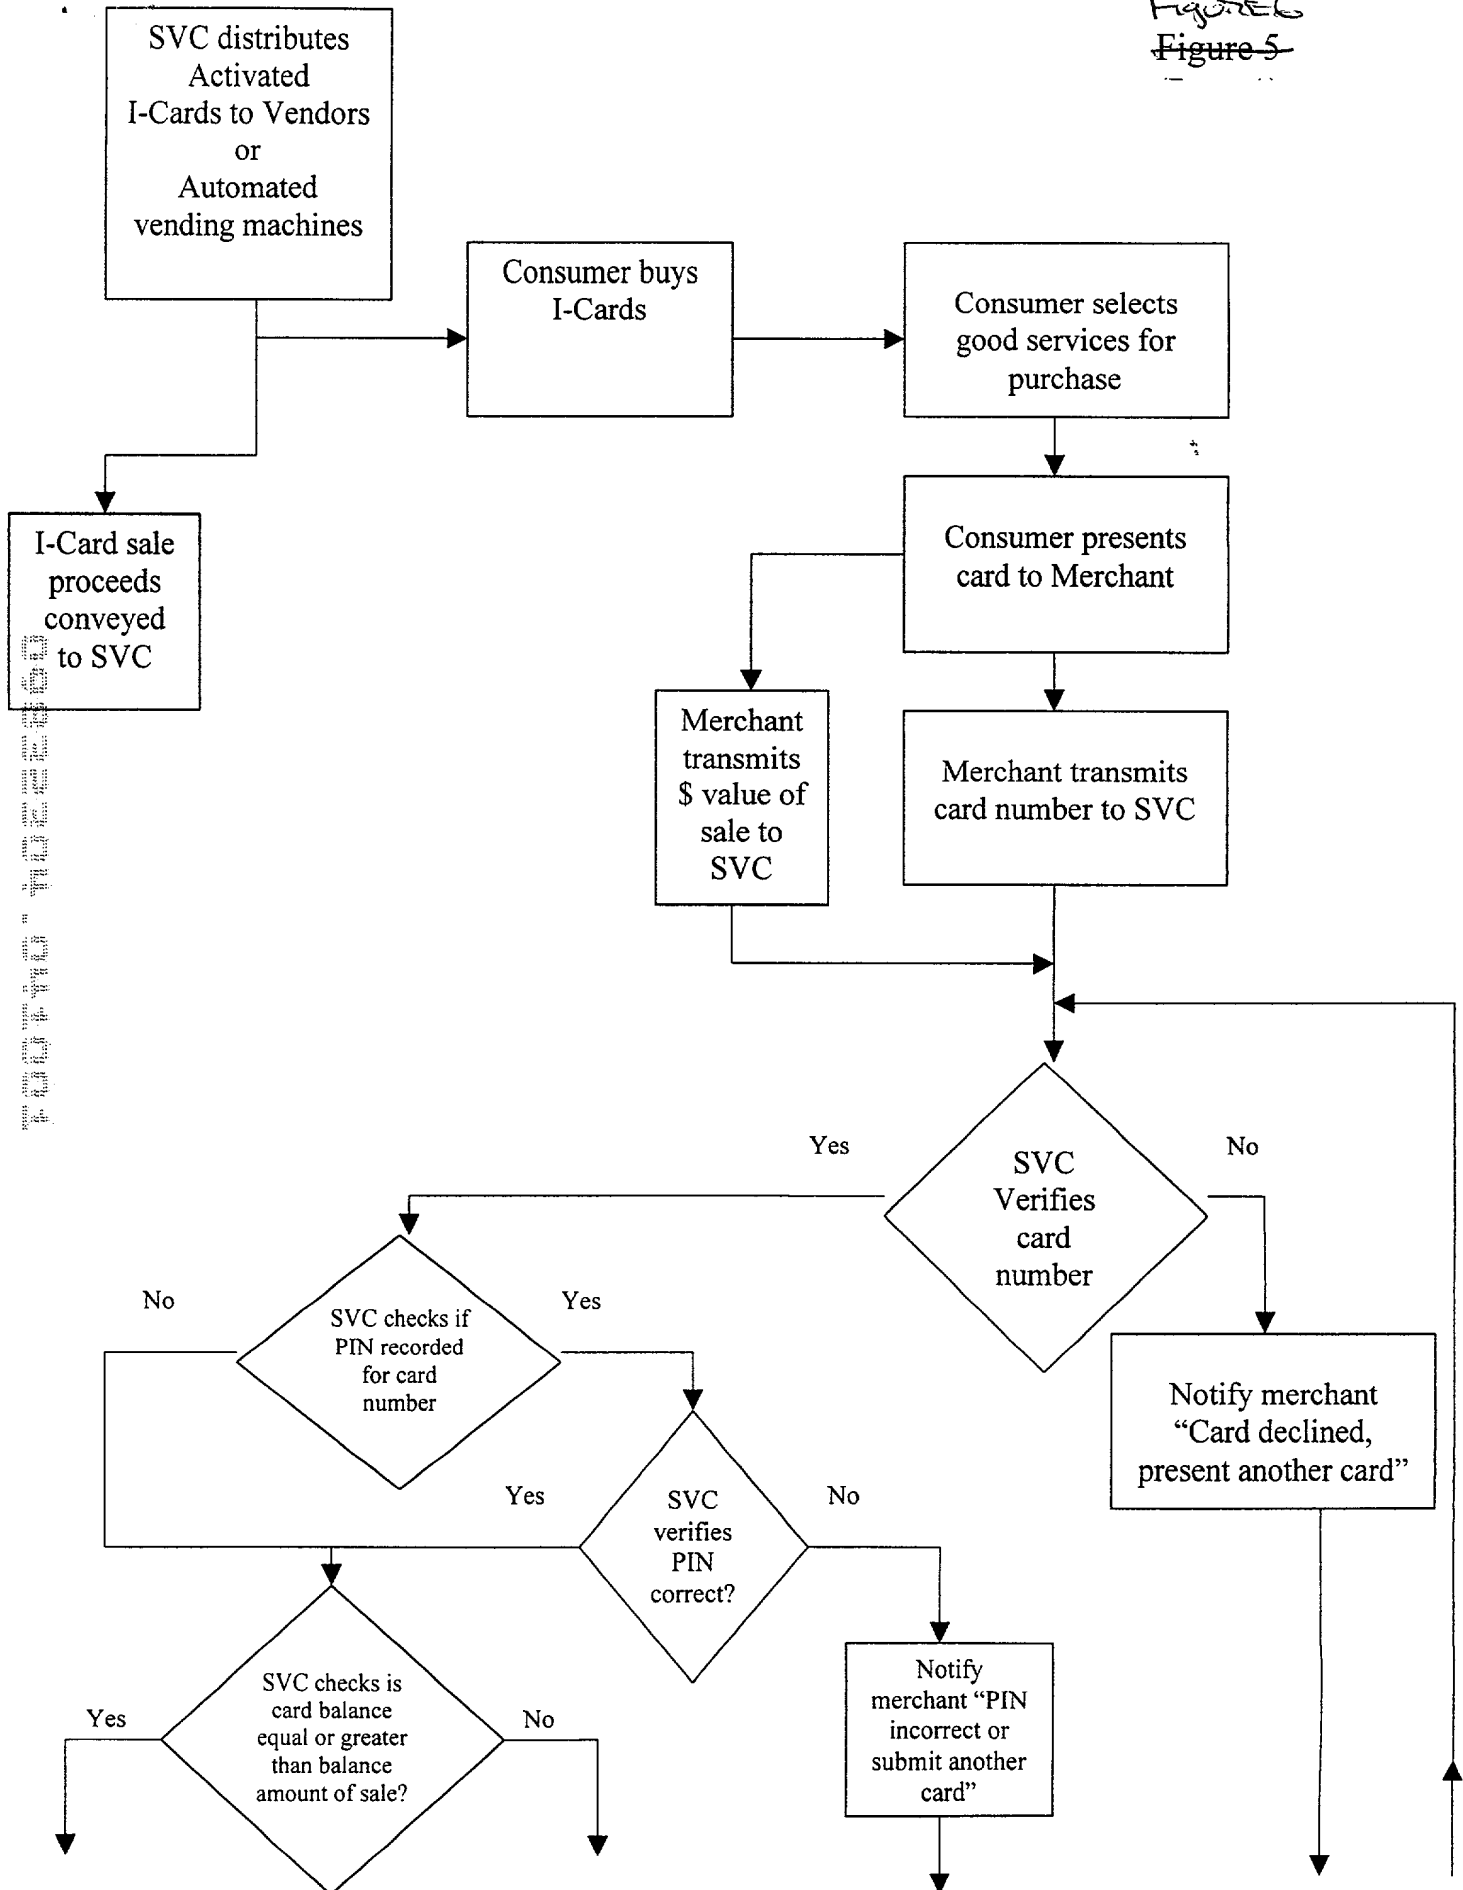 FIGURE 6
Figure 5
SVC distributes
Activated
I-Cards to Vendors
or
Automated
vending machines
Consumer buys
I-Cards
Consumer selects
good services for
purchase
I-Card sale
proceeds
conveyed
to SVC
Consumer presents
card to Merchant
Merchant
transmits
$ value of
sale to
SVC
Merchant transmits
card number to SVC
Yes
No
SVC
Verifies
card
number
No
Yes
SVC checks if
PIN recorded
for card
number
Notify merchant
“Card declined,
present another card”
Yes
No
SVC
verifies
PIN
correct?
Yes
No
SVC checks is
card balance
equal or greater
than balance
amount of sale?
Notify
merchant “PIN
incorrect or
submit another
card”